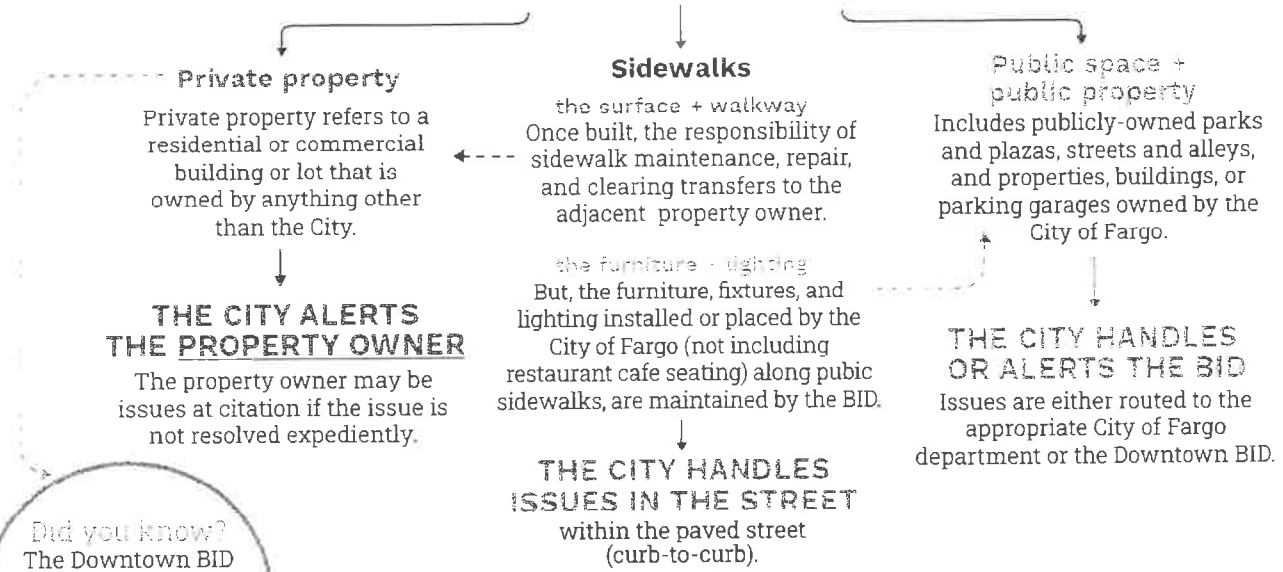 Private property
Private property refers to a
residential or commercial
building or lot that is
owned by anything other
than the City.
THE CITY ALERTS
THE PROPERTY OWNER
The property owner may be
issues at citation if the issue is
not resolved expediently.
Did you know?
The Downtown BID
Sidewalks
the surface + walkway
Once built, the responsibility of
sidewalk maintenance, repair,
and clearing transfers to the
adjacent property owner.
the furniture + lighting
But, the furniture, fixtures, and
lighting installed or placed by the
City of Fargo (not including
restaurant cafe seating) along pubic
sidewalks, are maintained by the BID.
THE CITY HANDLES
ISSUES IN THE STREET
within the paved street
(curb-to-curb).
Public space +
public property
Includes publicly-owned parks
and plazas, streets and alleys,
and properties, buildings, or
parking garages owned by the
City of Fargo.
THE CITY HANDLES
OR ALERTS THE BID
Issues are either routed to the
appropriate City of Fargo
department or the Downtown BID.